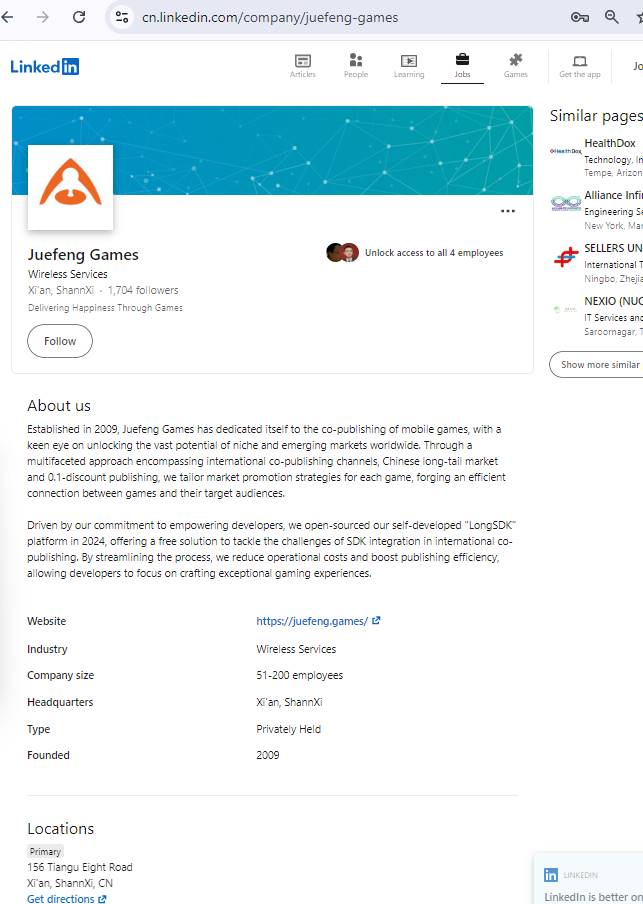 cn.linkedin.com/company/juefeng-games
Linked in
Articles
People
Learning
Jobs
Games
Get the app
Jo
Juefeng Games
Wireless Services
Xi'an, ShannXi · 1,704 followers
Delivering Happiness Through Games
Unlock access to all 4 employees
Follow
Similar pages
HealthDox
Technology, In
Tempe, Arizon
Alliance Infi
Engineering Se
New York, Man
SELLERS UN
International T
Ningbo, Zhejia
NEXIO (NUC
IT Services and
Saroornagar, T
Show more similar
About us
Established in 2009, Juefeng Games has dedicated itself to the co-publishing of mobile games, with a
keen eye on unlocking the vast potential of niche and emerging markets worldwide. Through a
multifaceted approach encompassing international co-publishing channels, Chinese long-tail market
and 0.1-discount publishing, we tailor market promotion strategies for each game, forging an efficient
connection between games and their target audiences.
Driven by our commitment to empowering developers, we open-sourced our self-developed "LongSDK"
platform in 2024, offering a free solution to tackle the challenges of SDK integration in international co-
publishing. By streamlining the process, we reduce operational costs and boost publishing efficiency,
allowing developers to focus on crafting exceptional gaming experiences.
Website
https://juefeng.games/
Industry
Wireless Services
Company size
51-200 employees
Headquarters
Xi'an, ShannXi
Type
Privately Held
Founded
2009
Locations
Primary
156 Tiangu Eight Road
Xi'an, ShannXi, CN
Get directions
in LINKEDIN
LinkedIn is better on